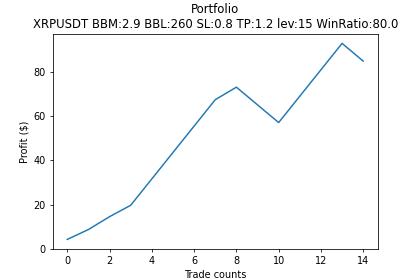 Portfolio
XRPUSDT BBM:2.9 BBL:260 SL:0.8 TP:1.2 lev:15 WinRatio:80.0
Profit ($)
80
60
40
20
0
0 2 4 6 8 10 12 14
Trade counts